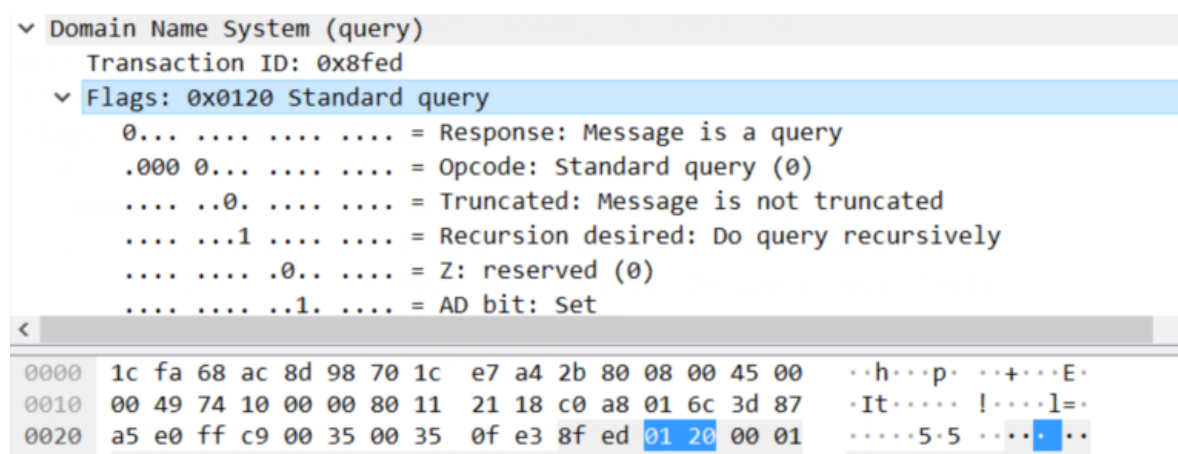 Domain Name System (query)
Transaction ID: 0x8fed
Flags: 0x0120 Standard query
0... .... .... .... = Response: Message is a query
.000 0... .... .... = Opcode: Standard query (0)
.... ..0. .... .... = Truncated: Message is not truncated
.... ...1 .... .... = Recursion desired: Do query recursively
.... .... .0.. .... = Z: reserved (0)
.... .... ..1. .... = AD bit: Set
0000 1c fa 68 ac 8d 98 70 1c e7 a4 2b 80 08 00 45 00 ··h···p· ··+···E·
0010 00 49 74 10 00 00 80 11 21 18 c0 a8 01 6c 3d 87 ·It····· !····l=·
0020 a5 e0 ff c9 00 35 00 35 0f e3 8f ed 01 20 00 01 ·····5·5 ····· ··